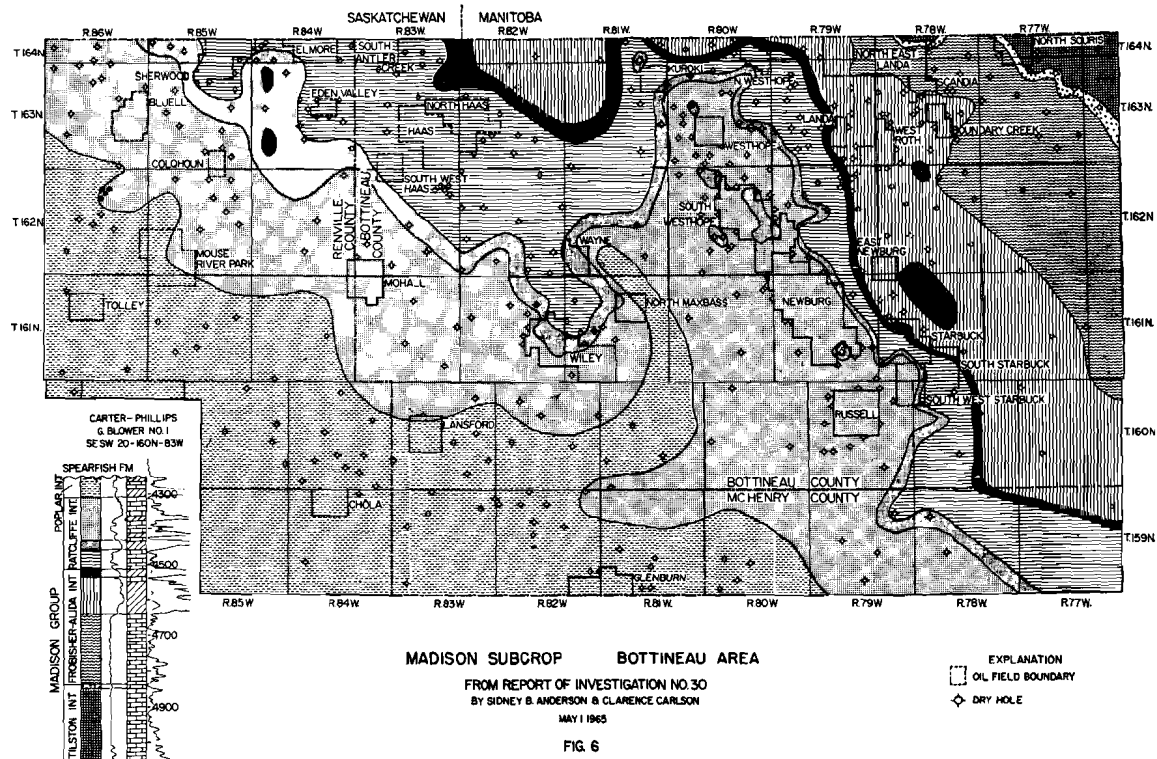 SASKATCHEWAN MANITOBA
R.86W. R.85W. R.84W. R.83W. R.82W. R.81W. R.80W. R.79W. R.78W. R.77W.
T.164N. T.164N.
ELMORE SOUTH ANTLER CREEK
NORTH EAST LANDA
NORTH SOURIS
SHERWOOD
KUROKI
N WESTHOPE
SCANDIA
BLUELL
EDEN VALLEY
T.163N. T.163N.
NORTH HAAS
HAAS
LANDA
WEST ROTH
BOUNDARY CREEK
WESTHOPE
COLQHOUN
SOUTH WEST HAAS
T.162N. T.162N.
RENVILLE COUNTY
BOTTINEAU COUNTY
SOUTH WESTHOPE
WAYNE
EAST NEWBURG
MOUSE RIVER PARK
MOHALL
TOLLEY
NORTH MAXBASS
NEWBURG
T.161N. T.161N.
STARBUCK
WILEY
SOUTH STARBUCK
SOUTH WEST STARBUCK
RUSSELL
LANSFORD
T.160N.
BOTTINEAU COUNTY
MC HENRY COUNTY
CHOLA
T.159N.
GLENBURN
R.85W. R.84W. R.83W. R.82W. R.81W. R.80W. R.79W. R.78W. R.77W.
CARTER-PHILLIPS
G. BLOWER NO. 1
SESW 20-160N-83W
SPEARFISH FM
POPLAR INT
RATCLIFFE INT
FROBISHER-ALIDA INT
TILSTON INT
MADISON GROUP
4300
4500
4700
4900
MADISON SUBCROP BOTTINEAU AREA
FROM REPORT OF INVESTIGATION NO. 30
BY SIDNEY B. ANDERSON & CLARENCE CARLSON
MAY 1 1965
FIG. 6
EXPLANATION
OIL FIELD BOUNDARY
DRY HOLE